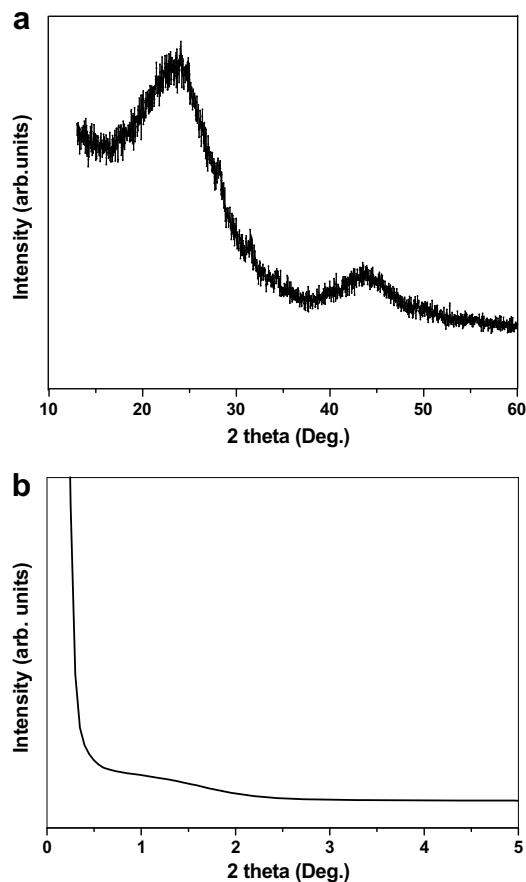 a
Intensity (arb.units)
10 20 30 40 50 60
2 theta (Deg.)
b
Intensity (arb. units)
0 1 2 3 4 5
2 theta (Deg.)